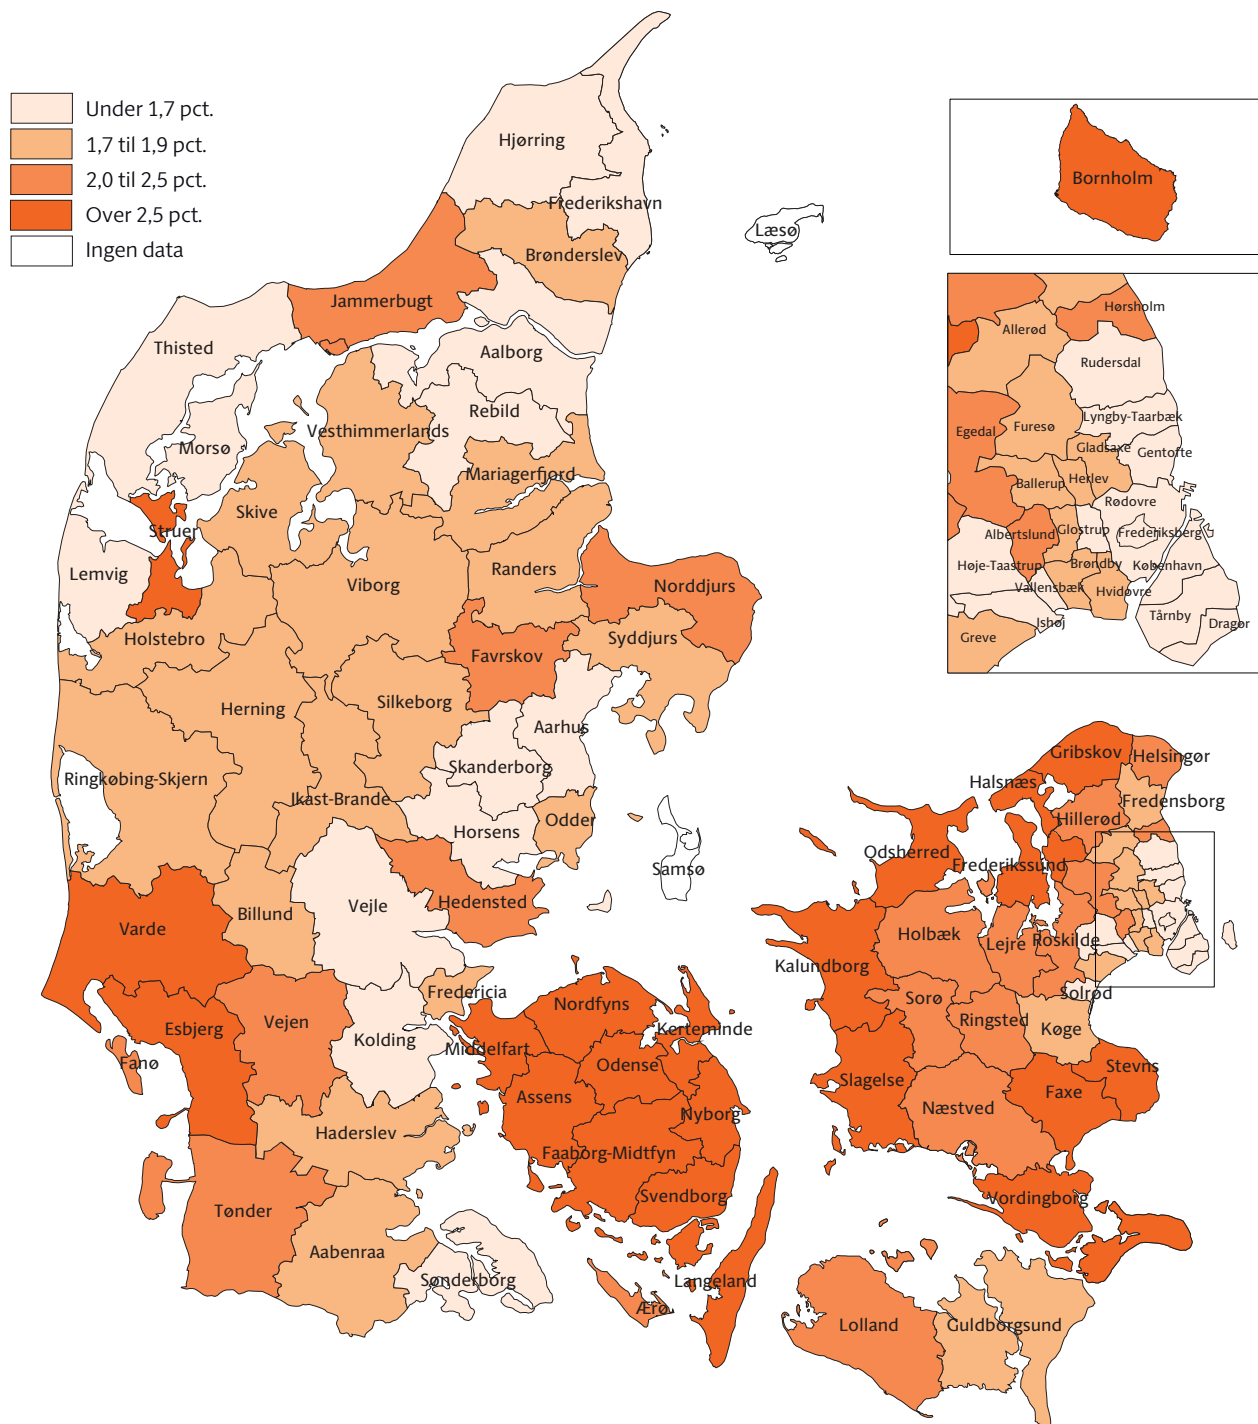 Under 1,7 pct.
1,7 til 1,9 pct.
2,0 til 2,5 pct.
Over 2,5 pct.
Ingen data
Hjørring
Frederikshavn
Læsø
Brønderslev
Jammerbugt
Thisted
Aalborg
Rebild
Vesthimmerlands
Morsø
Mariagerfjord
Skive
Struer
Lemvig
Viborg
Randers
Norddjurs
Holstebro
Syddjurs
Favrskov
Silkeborg
Herning
Aarhus
Skanderborg
Ringkøbing-Skjern
Ikast-Brande
Horsens
Odder
Samsø
Hedensted
Vejle
Billund
Varde
Fredericia
Esbjerg
Vejen
Kolding
Fanø
Haderslev
Tønder
Aabenraa
Sønderborg
Nordfyns
Kerteminde
Middelfart
Odense
Assens
Nyborg
Faaborg-Midtfyn
Svendborg
Langeland
Ærø
Bornholm
Hørsholm
Allerød
Rudersdal
Lyngby-Taarbæk
Egedal
Furesø
Gladsaxe
Gentofte
Ballerup
Herlev
Rødovre
Albertslund
Glostrup
Frederiksberg
Høje-Taastrup
Brøndby
København
Vallensbæk
Hvidovre
Ishøj
Tårnby
Dragør
Greve
Gribskov
Helsingør
Halsnæs
Fredensborg
Hillerød
Odsherred
Frederikssund
Holbæk
Lejre
Roskilde
Kalundborg
Solrød
Sorø
Ringsted
Køge
Stevns
Slagelse
Faxe
Næstved
Vordingborg
Lolland
Guldborgsund